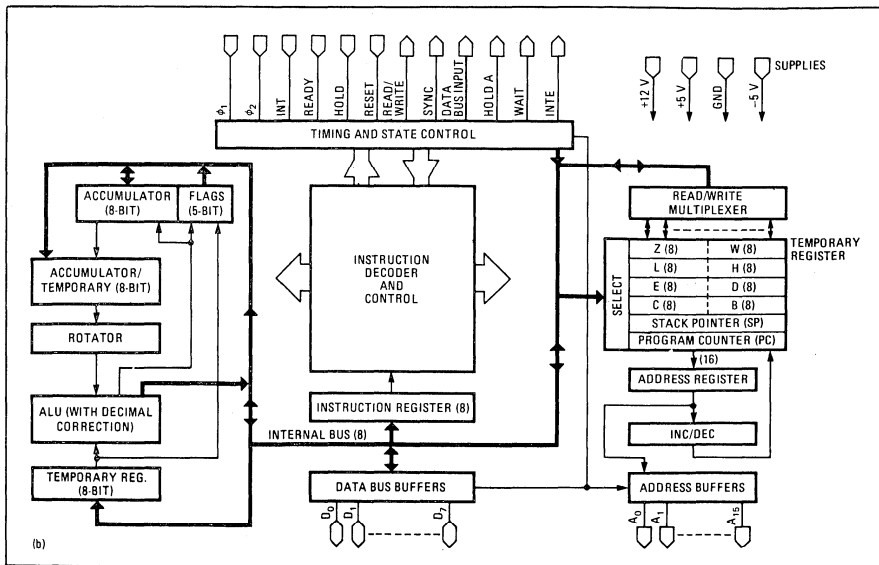 ϕ1
ϕ2
INT
READY
HOLD
RESET
READ/
WRITE
SYNC
DATA
BUS INPUT
HOLD A
WAIT
INTE
+12 V
+5 V
GND
−5 V
SUPPLIES
TIMING AND STATE CONTROL
ACCUMULATOR
(8-BIT)
FLAGS
(5-BIT)
ACCUMULATOR/
TEMPORARY (8-BIT)
ROTATOR
ALU (WITH DECIMAL
CORRECTION)
TEMPORARY REG.
(8-BIT)
INSTRUCTION
DECODER
AND
CONTROL
INSTRUCTION REGISTER (8)
INTERNAL BUS (8)
DATA BUS BUFFERS
D0
D1
D7
READ/WRITE
MULTIPLEXER
TEMPORARY
REGISTER
SELECT
Z (8)
W (8)
L (8)
H (8)
E (8)
D (8)
C (8)
B (8)
STACK POINTER (SP)
PROGRAM COUNTER (PC)
(16)
ADDRESS REGISTER
INC/DEC
ADDRESS BUFFERS
A0
A1
A15
(b)